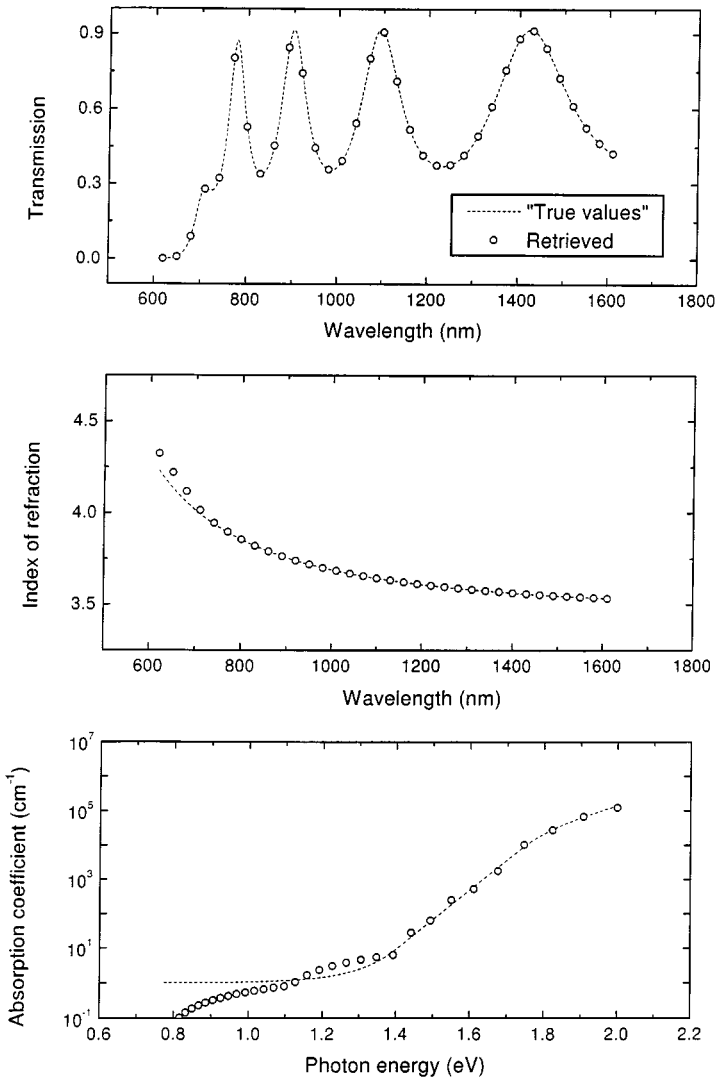 0.9
0.6
0.3
0.0
Transmission
"True values"
Retrieved
600 800 1000 1200 1400 1600 1800
Wavelength (nm)
4.5
4.0
3.5
Index of refraction
600 800 1000 1200 1400 1600 1800
Wavelength (nm)
10^7
10^5
10^3
10^1
10^-1
Absorption coefficient (cm^-1)
0.6 0.8 1.0 1.2 1.4 1.6 1.8 2.0 2.2
Photon energy (eV)